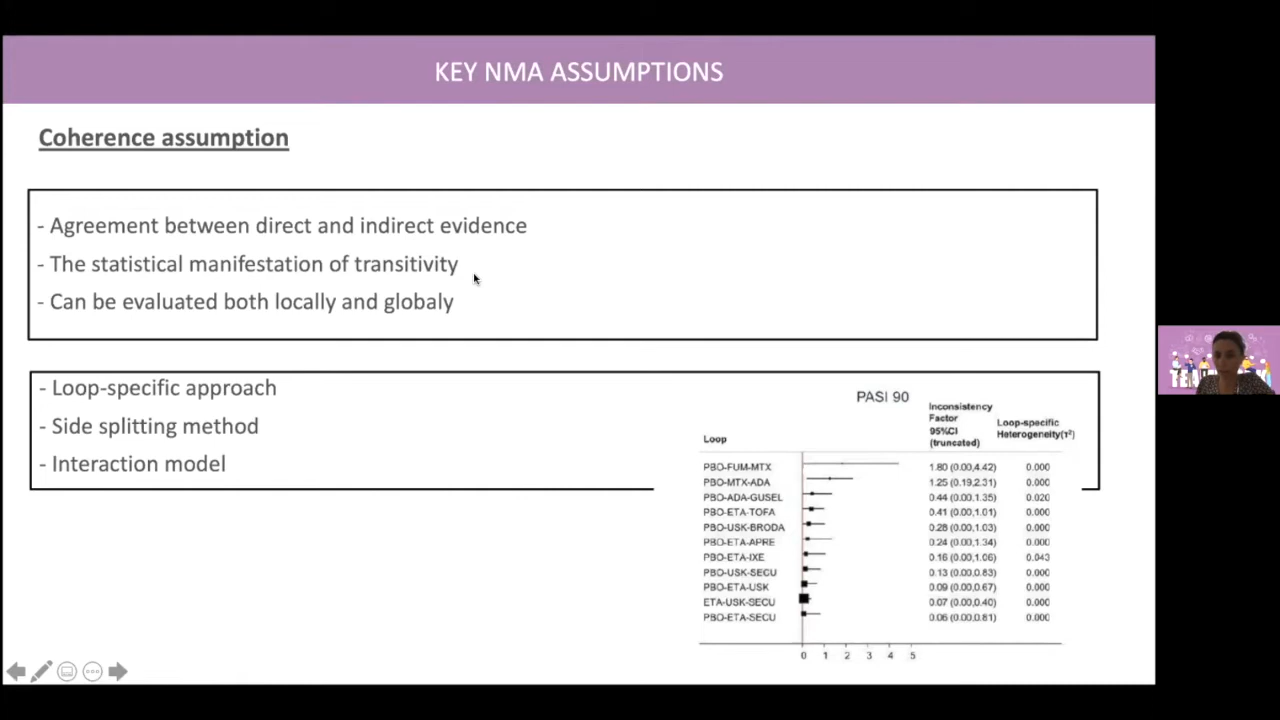 KEY NMA ASSUMPTIONS
Coherence assumption
- Agreement between direct and indirect evidence
- The statistical manifestation of transitivity
- Can be evaluated both locally and globaly
- Loop-specific approach
- Side splitting method
- Interaction model
PASI 90
Loop
Inconsistency
Factor
95%CI
(truncated)
Loop-specific
Heterogeneity(τ²)
PBO-FUM-MTX 1.80 (0.00,4.42) 0.000
PBO-MTX-ADA 1.25 (0.19,2.31) 0.000
PBO-ADA-GUSEL 0.44 (0.00,1.35) 0.020
PBO-ETA-TOFA 0.41 (0.00,1.01) 0.000
PBO-USK-BRODA 0.28 (0.00,1.03) 0.000
PBO-ETA-APRE 0.24 (0.00,1.34) 0.000
PBO-ETA-IXE 0.16 (0.00,1.06) 0.043
PBO-USK-SECU 0.13 (0.00,0.83) 0.000
PBO-ETA-USK 0.09 (0.00,0.67) 0.000
ETA-USK-SECU 0.07 (0.00,0.40) 0.000
PBO-ETA-SECU 0.06 (0.00,0.81) 0.000
0 1 2 3 4 5